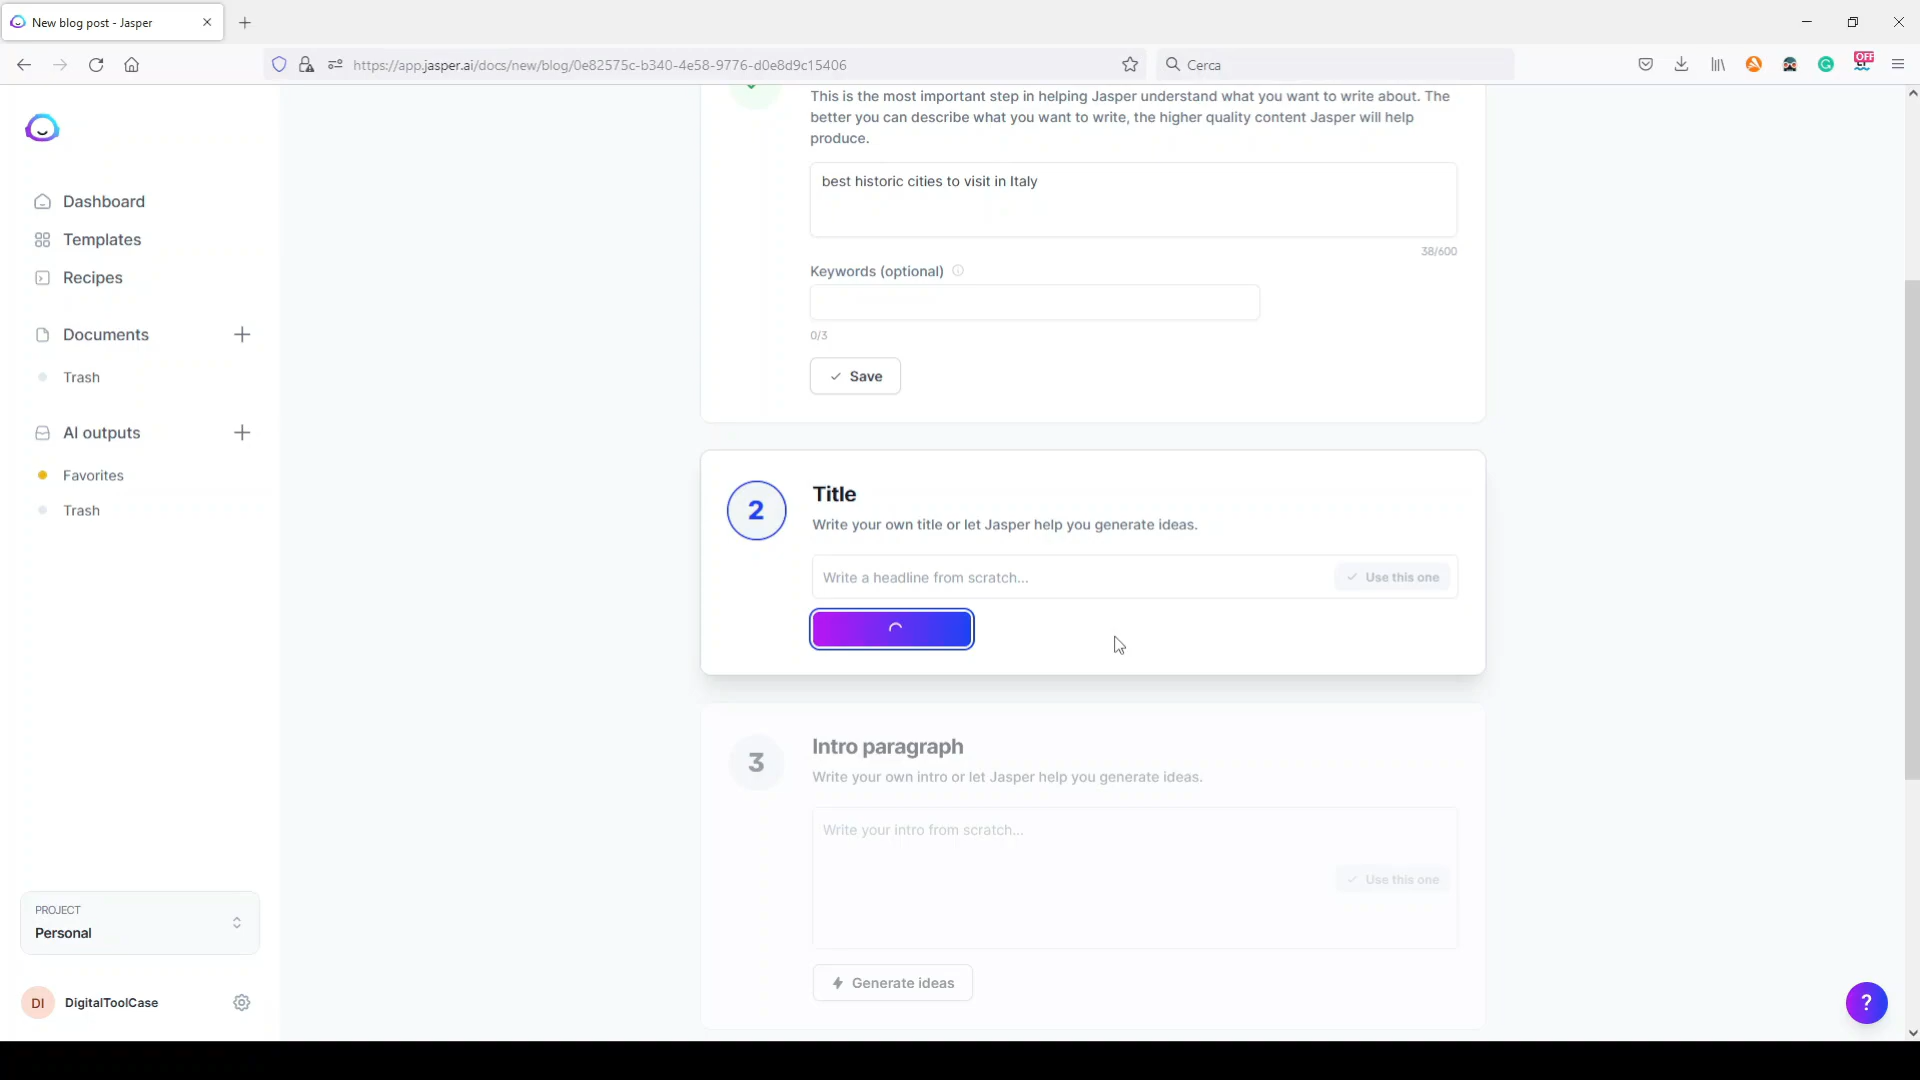 New blog post - Jasper
https://app.jasper.ai/docs/new/blog/0e82575c-b340-4e58-9776-d0e8d9c15406
Cerca
OFF
Dashboard
Templates
Recipes
Documents
Trash
AI outputs
Favorites
Trash
PROJECT
Personal
DI
DigitalToolCase
This is the most important step in helping Jasper understand what you want to write about. The
better you can describe what you want to write, the higher quality content Jasper will help
produce.
best historic cities to visit in Italy
38/600
Keywords (optional)
0/3
Save
2
Title
Write your own title or let Jasper help you generate ideas.
Write a headline from scratch...
Use this one
3
Intro paragraph
Write your own intro or let Jasper help you generate ideas.
Write your intro from scratch...
Use this one
Generate ideas
?